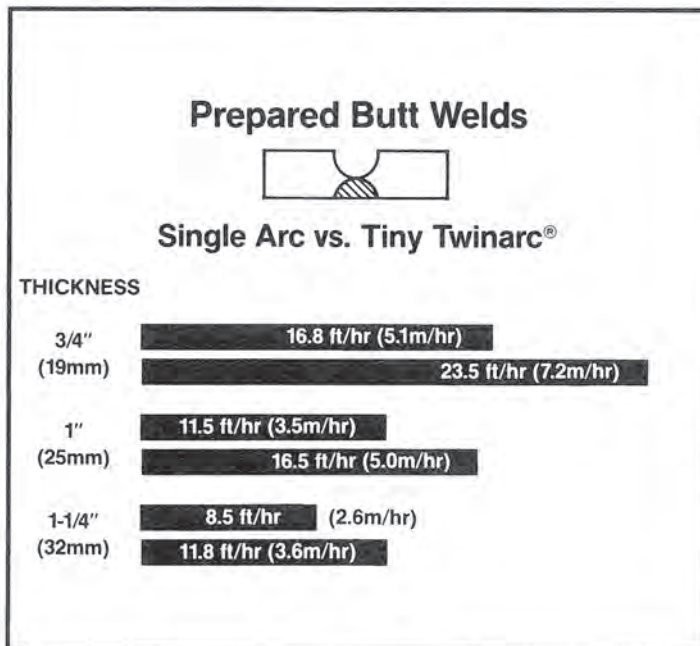 Prepared Butt Welds
Single Arc vs. Tiny Twinarc®
THICKNESS
3/4"
(19mm)
16.8 ft/hr (5.1m/hr)
23.5 ft/hr (7.2m/hr)
1"
(25mm)
11.5 ft/hr (3.5m/hr)
16.5 ft/hr (5.0m/hr)
1-1/4"
(32mm)
8.5 ft/hr (2.6m/hr)
11.8 ft/hr (3.6m/hr)